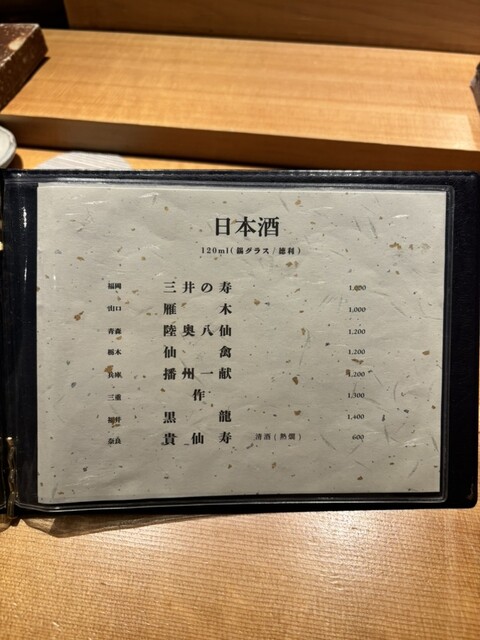 日本酒
120ml(錫グラス/徳利)
福岡 三井の寿
山口 雁木 1,000
青森 陸奥八仙 1,200
栃木 仙禽 1,200
兵庫 播州一献 1,200
三重 作 1,300
福井 黒龍 1,400
奈良 貴仙寿 清酒(熱燗) 600